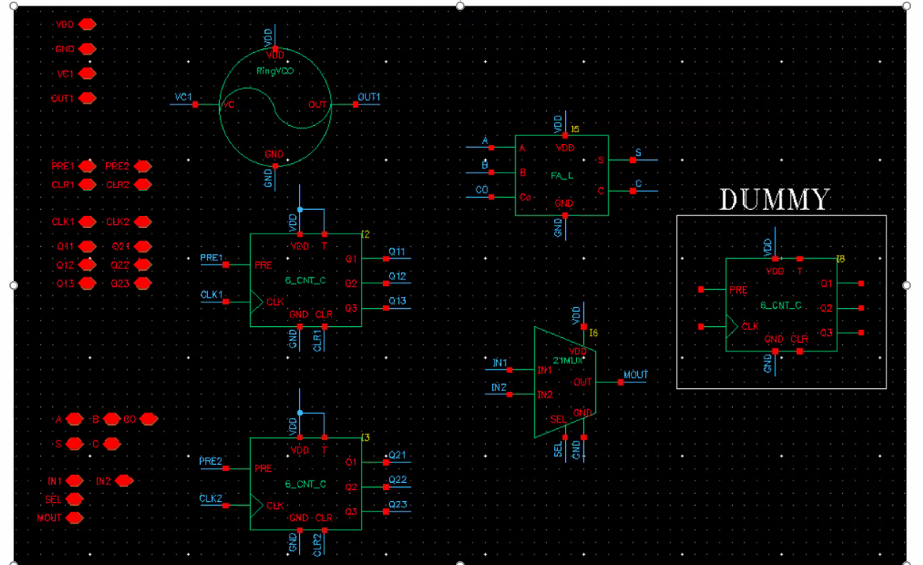 VDD
GND
VC1
OUT1
PRE1 PRE2
CLR1 CLR2
CLK1 CLK2
Q11 Q21
Q12 Q22
Q13 Q23
A B CO
S C
IN1 IN2
SEL
MOUT
VDD
VDD
RingVCO
VC1 VC OUT OUT1
GND
GND
VDD
I2
VDD T
Q1 Q11
PRE1 PRE
6_CNT_C
Q2 Q12
CLK1 CLK
Q3 Q13
GND CLR
GND CLR1
VDD
I3
VDD T
Q1 Q21
PRE2 PRE
6_CNT_C
Q2 Q22
CLK2 CLK
Q3 Q23
GND CLR
GND CLR2
VDD
I5
VDD
A A
S S
B B
FA_L
CO Co
C C
GND
GND
VDD
I6
VDD
21MUX
IN1 IN1
OUT MOUT
IN2 IN2
SEL GND
SEL GND
DUMMY
VDD
I8
VDD T
Q1
PRE
6_CNT_C
Q2
CLK
Q3
GND CLR
GND